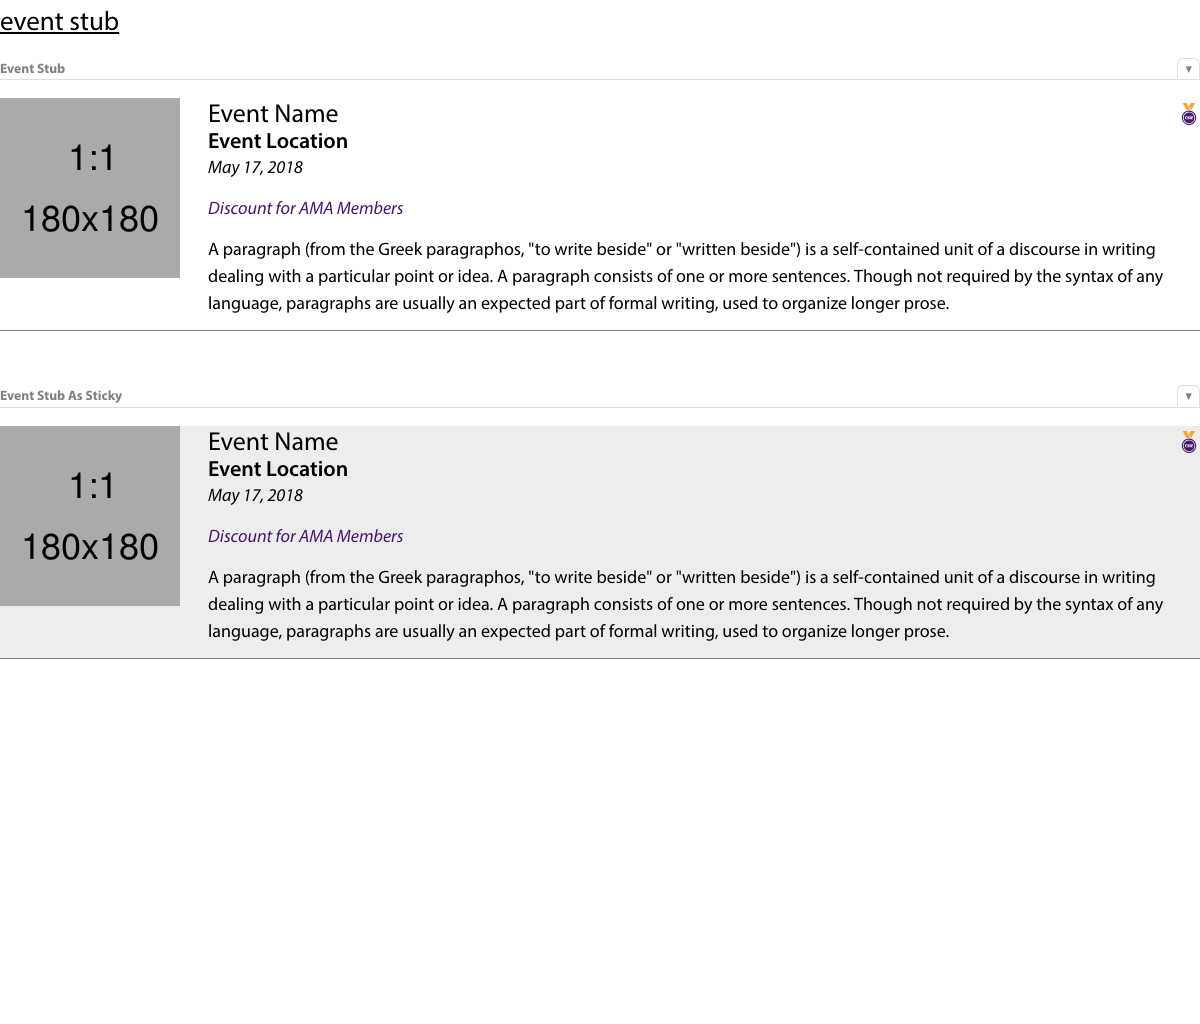 event stub
Event Stub
▼
1:1
180x180
Event Name
Event Location
May 17, 2018
Discount for AMA Members
A paragraph (from the Greek paragraphos, "to write beside" or "written beside") is a self-contained unit of a discourse in writing
dealing with a particular point or idea. A paragraph consists of one or more sentences. Though not required by the syntax of any
language, paragraphs are usually an expected part of formal writing, used to organize longer prose.
Event Stub As Sticky
▼
1:1
180x180
Event Name
Event Location
May 17, 2018
Discount for AMA Members
A paragraph (from the Greek paragraphos, "to write beside" or "written beside") is a self-contained unit of a discourse in writing
dealing with a particular point or idea. A paragraph consists of one or more sentences. Though not required by the syntax of any
language, paragraphs are usually an expected part of formal writing, used to organize longer prose.